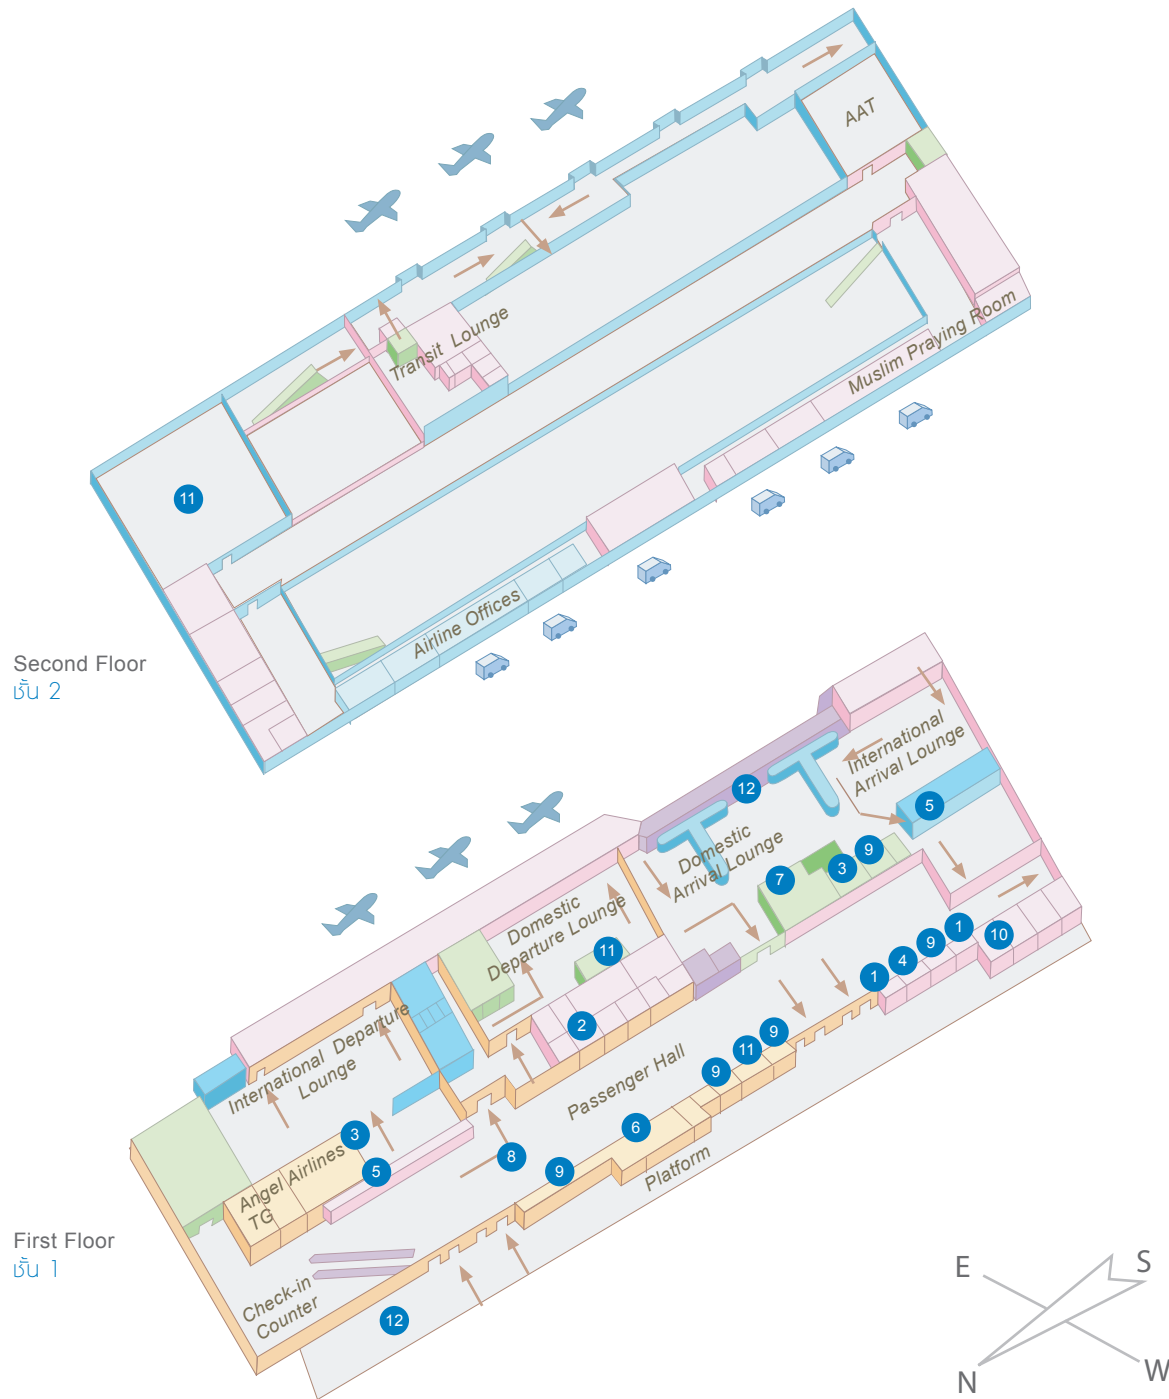 AAT
Transit Lounge
Muslim Praying Room
11
Airline Offices
Second Floor
ชั้น 2
International
Arrival Lounge
12
5
Domestic
Arrival Lounge
9
3
7
Domestic
Departure Lounge
11
1
9
4
1
10
2
International Departure
Lounge
Passenger Hall
9
11
9
3
6
Angel Airlines
TG
5
8
9
Platform
First Floor
ชั้น 1
Check-in
Counter
12
E
S
N
W